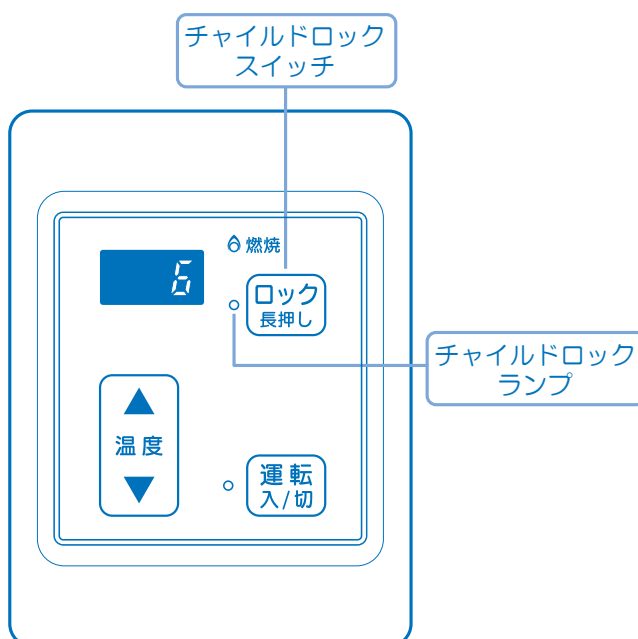 チャイルドロック
スイッチ
燃焼
6
ロック
長押し
チャイルドロック
ランプ
▲
温度
▼
運転
入/切